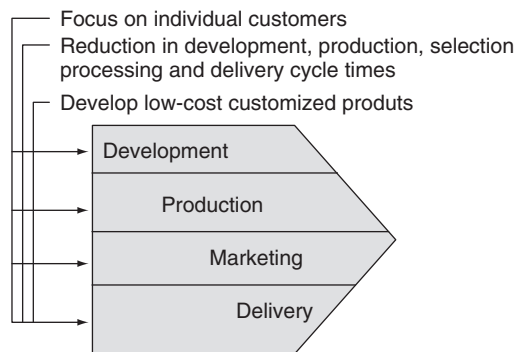 Focus on individual customers
Reduction in development, production, selection
processing and delivery cycle times
Develop low-cost customized produts
Development
Production
Marketing
Delivery